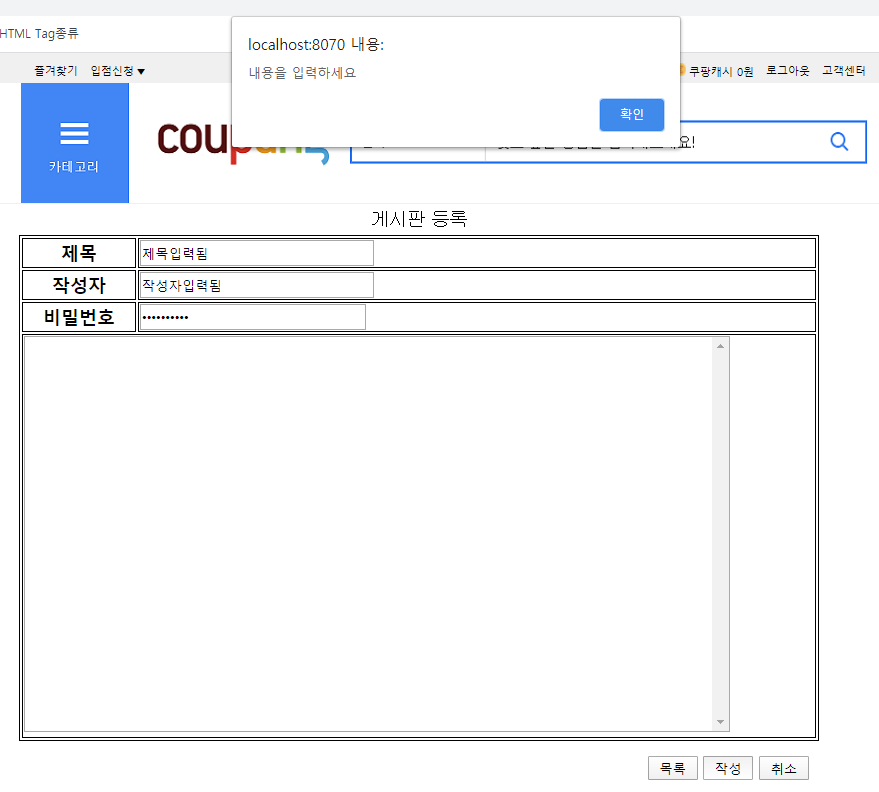 HTML Tag종류
localhost:8070 내용:
내용을 입력하세요
확인
즐겨찾기 입점신청▼
쿠팡캐시 0원 로그아웃 고객센터
카테고리
coupang
게시판 등록
제목 제목입력됨
작성자 작성자입력됨
비밀번호 ••••••••••
목록 작성 취소